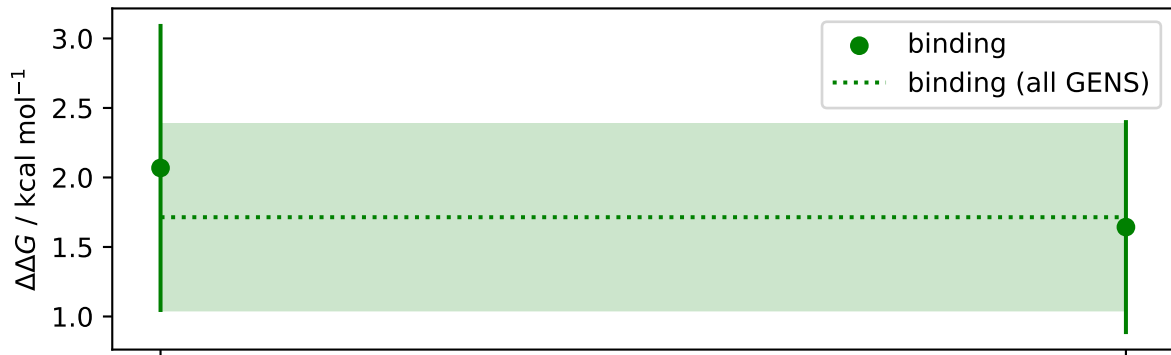 3.0
2.5
2.0
1.5
1.0
ΔΔG / kcal mol⁻¹
binding
binding (all GENS)